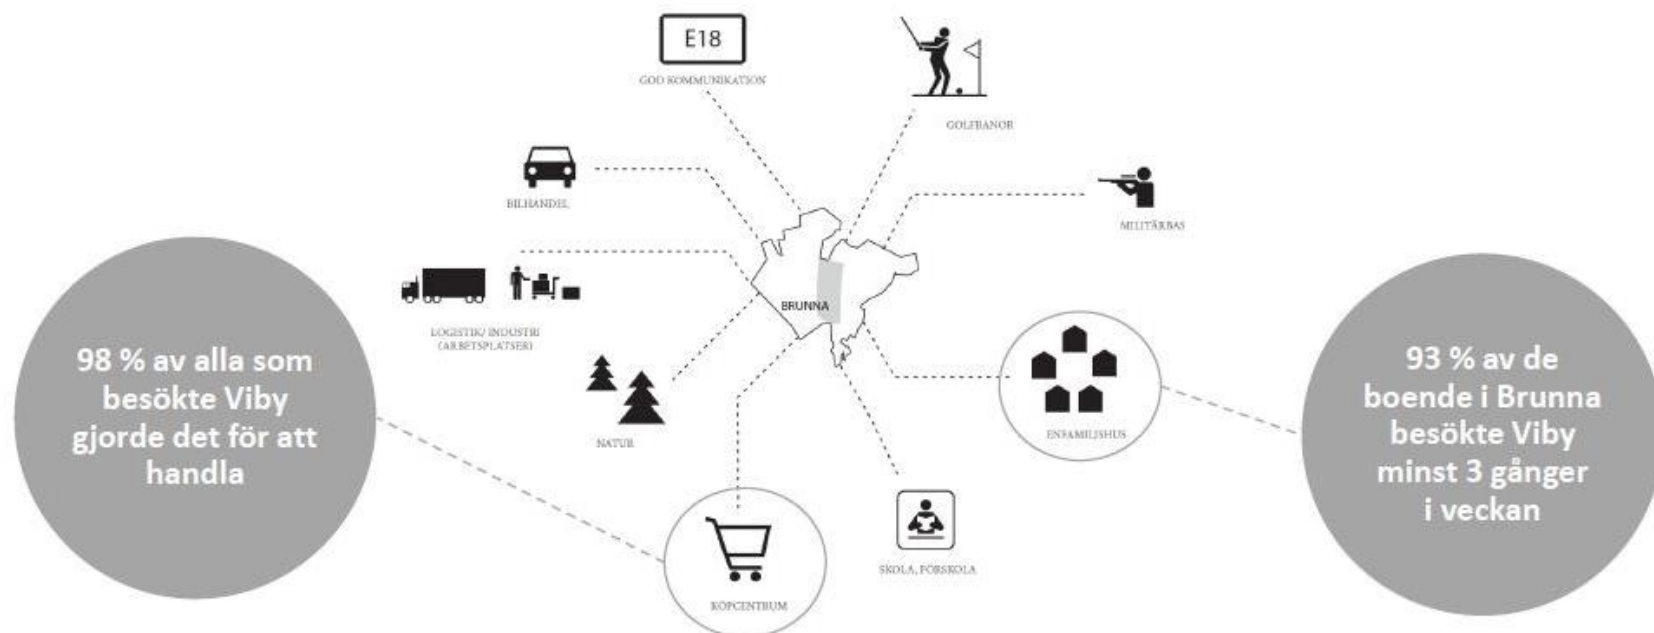 E18
GOD KOMMUNIKATION
GOLFBANOR
BILHANDEL
MILITÄRBAS
LOGISTIK/ INDUSTRI
(ARBETSPLATSER)
BRUNNA
NATUR
ENFAMILJSHUS
KÖPCENTRUM
SKOLA, FÖRSKOLA
98 % av alla som
besökte Viby
gjorde det för att
handla
93 % av de
boende i Brunna
besökte Viby
minst 3 gånger
i veckan